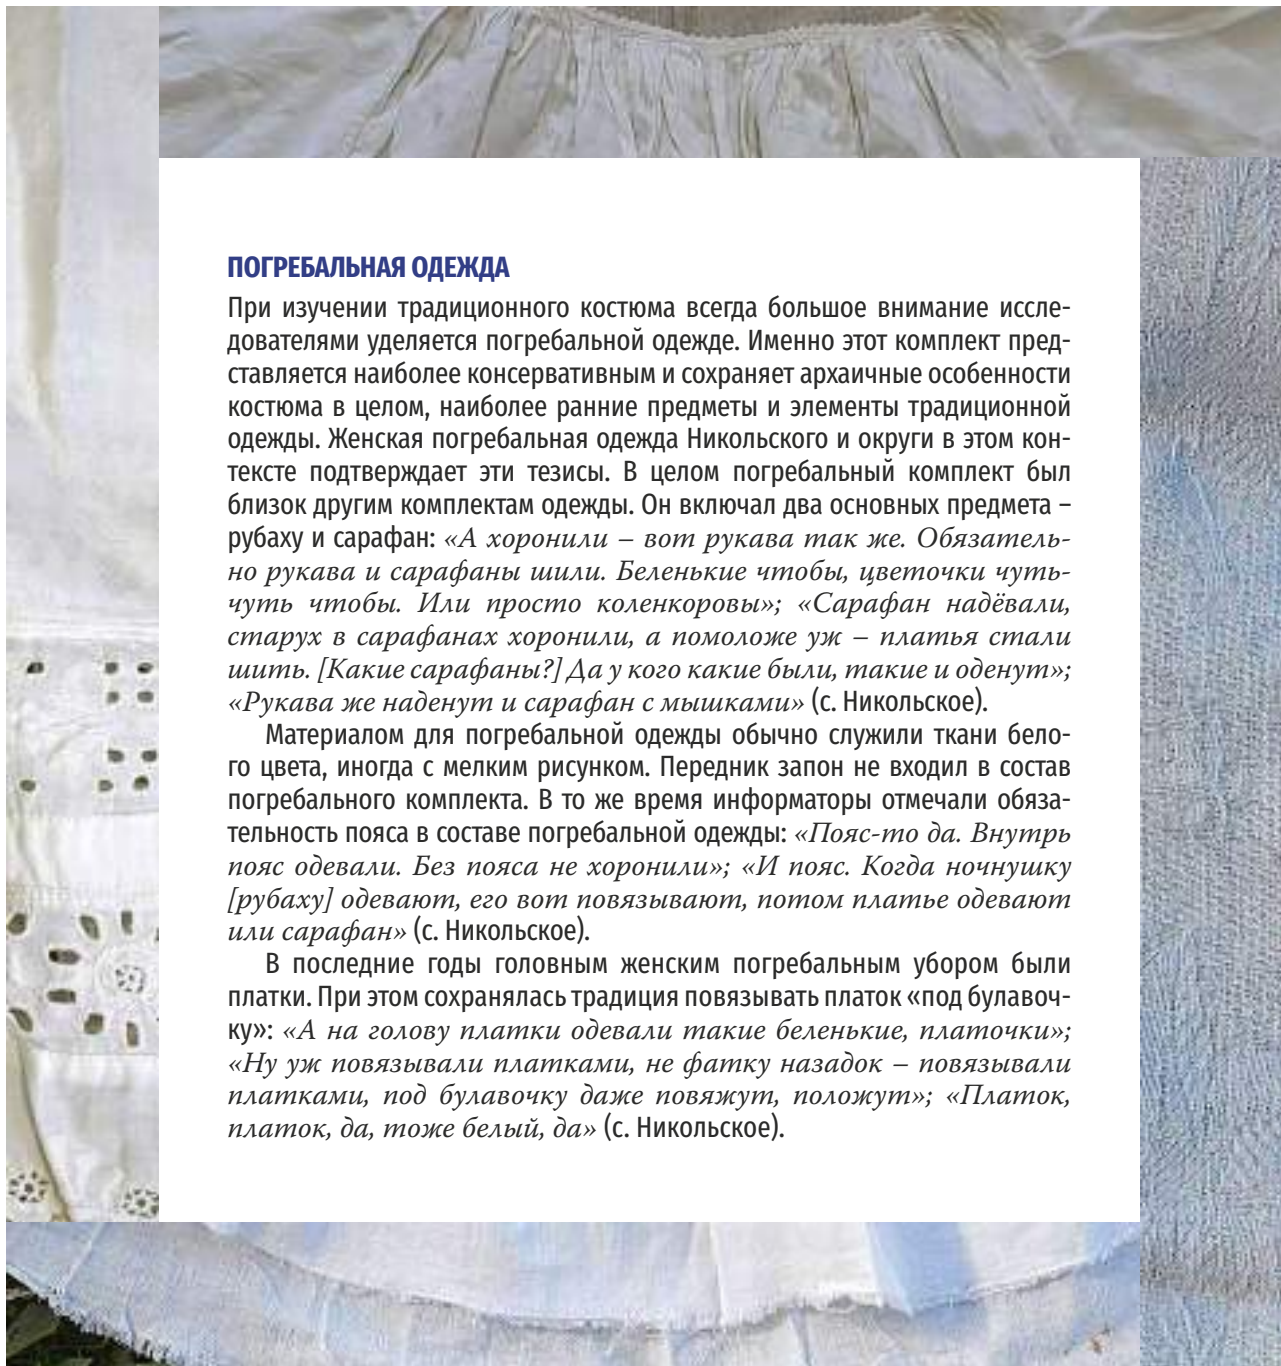 ПОГРЕБАЛЬНАЯ ОДЕЖДА
При изучении традиционного костюма всегда большое внимание иссле-
дователями уделяется погребальной одежде. Именно этот комплект пред-
ставляется наиболее консервативным и сохраняет архаичные особенности
костюма в целом, наиболее ранние предметы и элементы традиционной
одежды. Женская погребальная одежда Никольского и округи в этом кон-
тексте подтверждает эти тезисы. В целом погребальный комплект был
близок другим комплектам одежды. Он включал два основных предмета –
рубаху и сарафан: «А хоронили – вот рукава так же. Обязатель-
но рукава и сарафаны шили. Беленькие чтобы, цветочки чуть-
чуть чтобы. Или просто коленкоровы»; «Сарафан надёвали,
старух в сарафанах хоронили, а помоложе уж – платья стали
шить. [Какие сарафаны?] Да у кого какие были, такие и оденут»;
«Рукава же наденут и сарафан с мышками» (с. Никольское).
Материалом для погребальной одежды обычно служили ткани бело-
го цвета, иногда с мелким рисунком. Передник запон не входил в состав
погребального комплекта. В то же время информаторы отмечали обяза-
тельность пояса в составе погребальной одежды: «Пояс-то да. Внутрь
пояс одевали. Без пояса не хоронили»; «И пояс. Когда ночнушку
[рубаху] одевают, его вот повязывают, потом платье одевают
или сарафан» (с. Никольское).
В последние годы головным женским погребальным убором были
платки. При этом сохранялась традиция повязывать платок «под булавоч-
ку»: «А на голову платки одевали такие беленькие, платочки»;
«Ну уж повязывали платками, не фатку назадок – повязывали
платками, под булавочку даже повяжут, положут»; «Платок,
платок, да, тоже белый, да» (с. Никольское).